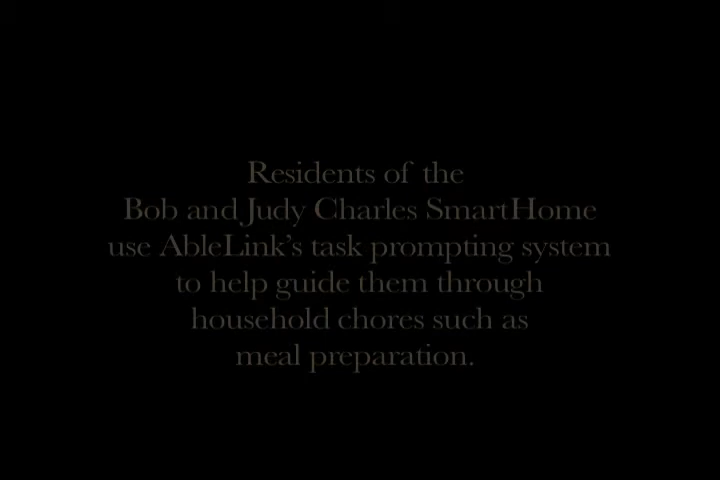 Residents of the
Bob and Judy Charles SmartHome
use AbleLink’s task prompting system
to help guide them through
household chores such as
meal preparation.